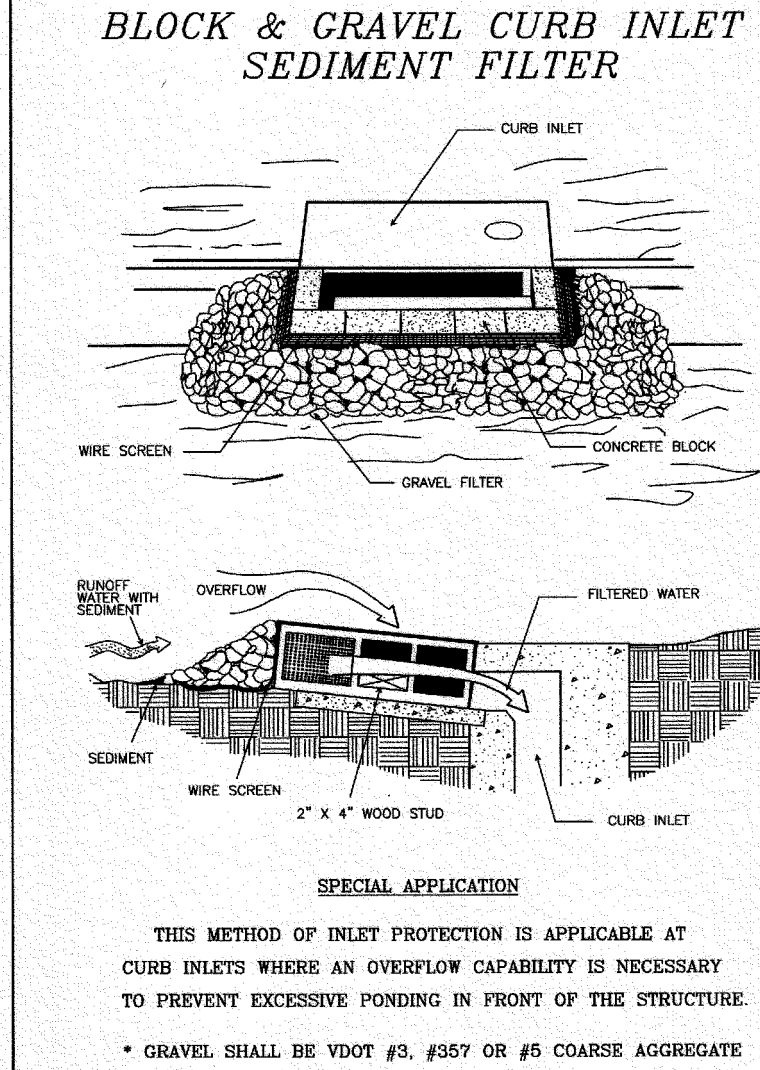 BLOCK & GRAVEL CURB INLET
SEDIMENT FILTER
CURB INLET
WIRE SCREEN
CONCRETE BLOCK
GRAVEL FILTER
RUNOFF
WATER WITH
SEDIMENT
OVERFLOW
FILTERED WATER
SEDIMENT
WIRE SCREEN
2" X 4" WOOD STUD
CURB INLET
SPECIAL APPLICATION
THIS METHOD OF INLET PROTECTION IS APPLICABLE AT
CURB INLETS WHERE AN OVERFLOW CAPABILITY IS NECESSARY
TO PREVENT EXCESSIVE PONDING IN FRONT OF THE STRUCTURE.
* GRAVEL SHALL BE VDOT #3, #357 OR #5 COARSE AGGREGATE